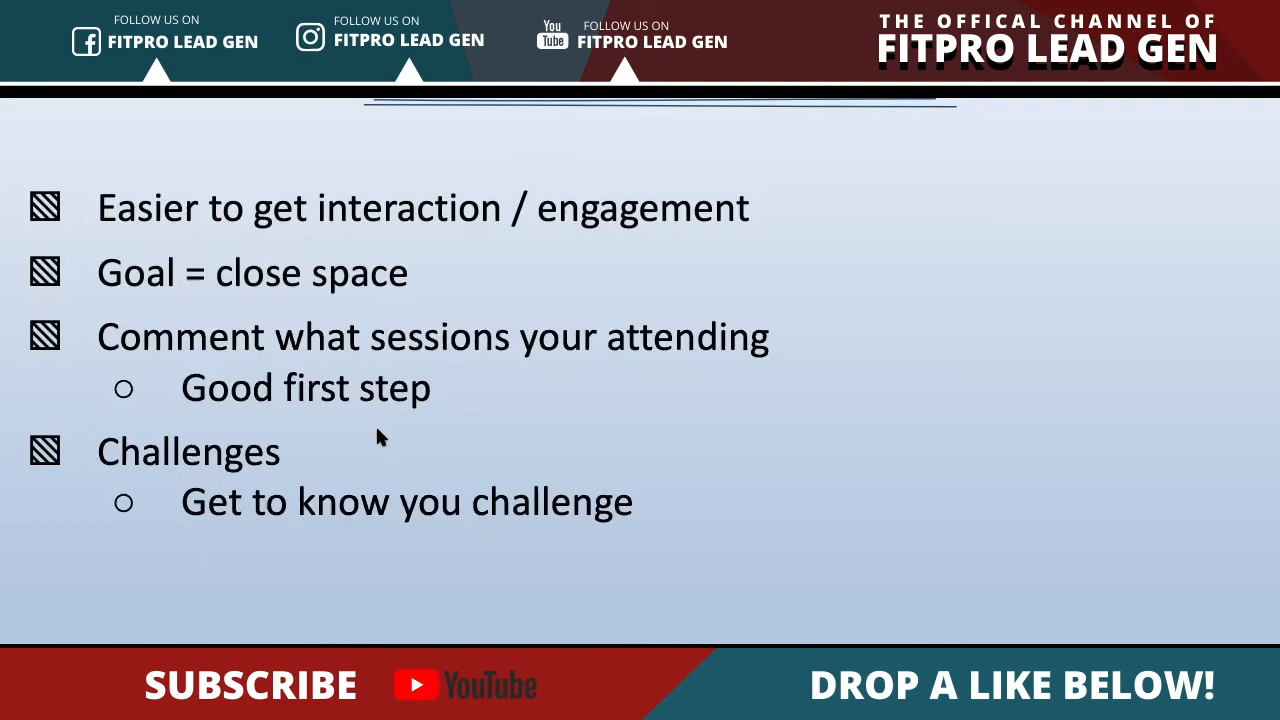 FOLLOW US ON
FITPRO LEAD GEN
FOLLOW US ON
FITPRO LEAD GEN
You Tube
FOLLOW US ON
FITPRO LEAD GEN
THE OFFICAL CHANNEL OF
FITPRO LEAD GEN
Easier to get interaction / engagement
Goal = close space
Comment what sessions your attending
Good first step
Challenges
Get to know you challenge
SUBSCRIBE
YouTube
DROP A LIKE BELOW!